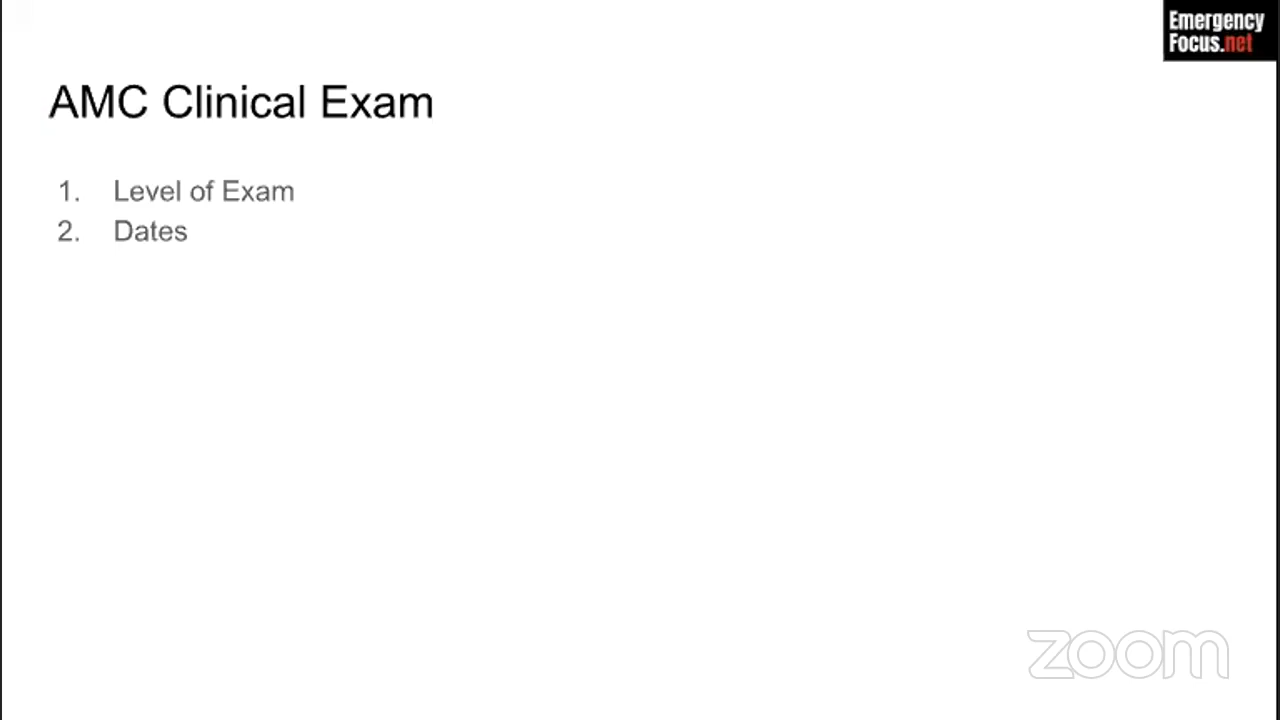 Emergency
Focus.net
AMC Clinical Exam
1. Level of Exam
2. Dates
zoom